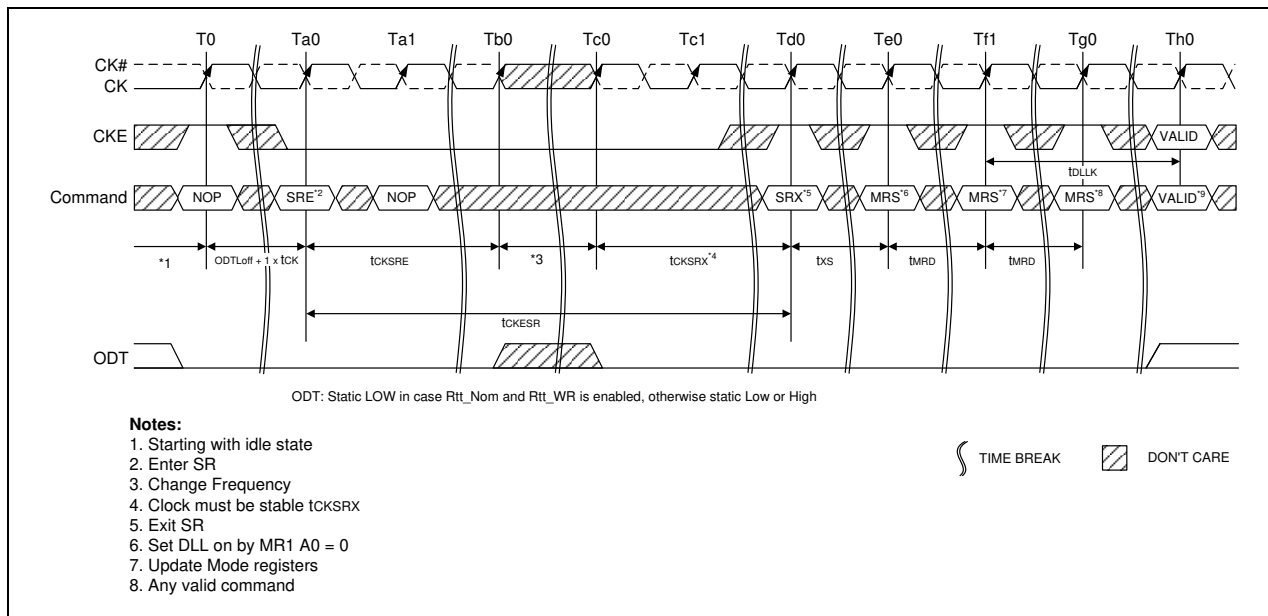 T0 Ta0 Ta1 Tb0 Tc0 Tc1 Td0 Te0 Tf1 Tg0 Th0
CK#
CK
CKE VALID
tDLLK
Command NOP SRE*2 NOP SRX*5 MRS*6 MRS*7 MRS*8 VALID*9
*1 ODTLoff + 1 x tCK tCKSRE *3 tCKSRX*4 tXS tMRD tMRD
tCKESR
ODT
ODT: Static LOW in case Rtt_Nom and Rtt_WR is enabled, otherwise static Low or High
Notes:
1. Starting with idle state
2. Enter SR
3. Change Frequency
4. Clock must be stable tCKSRX
5. Exit SR
6. Set DLL on by MR1 A0 = 0
7. Update Mode registers
8. Any valid command
TIME BREAK DON'T CARE